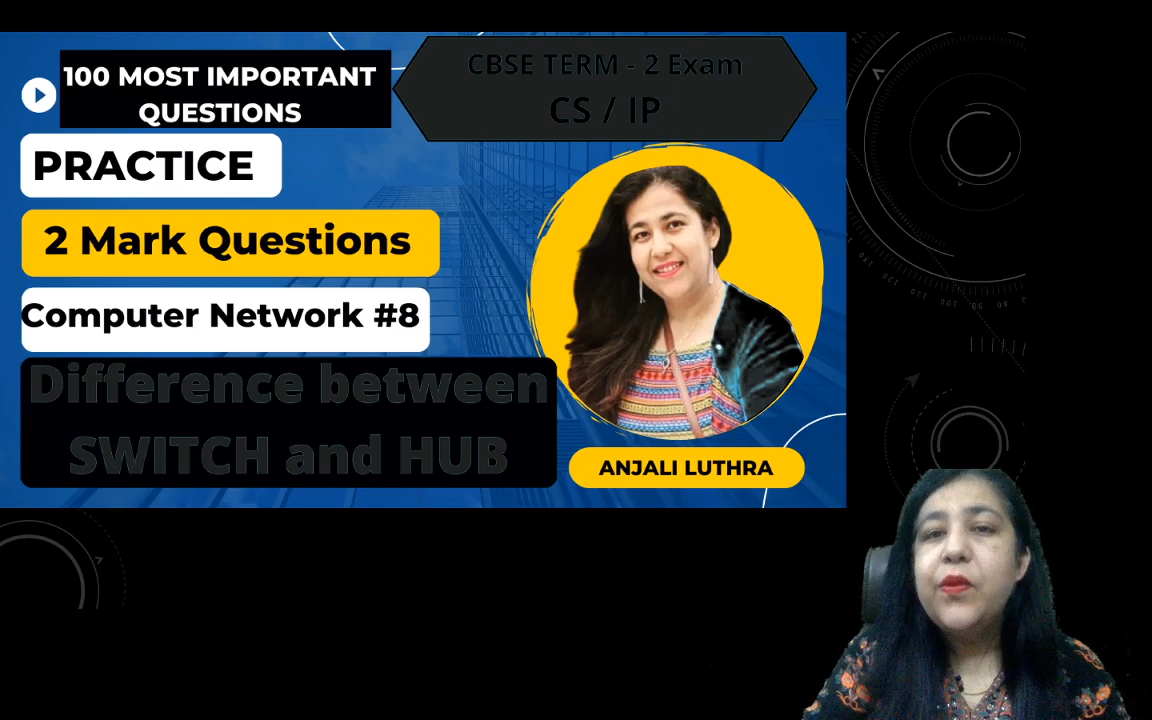 100 MOST IMPORTANT
QUESTIONS
CBSE TERM - 2 Exam
CS / IP
PRACTICE
2 Mark Questions
Computer Network #8
Difference between
SWITCH and HUB
ANJALI LUTHRA